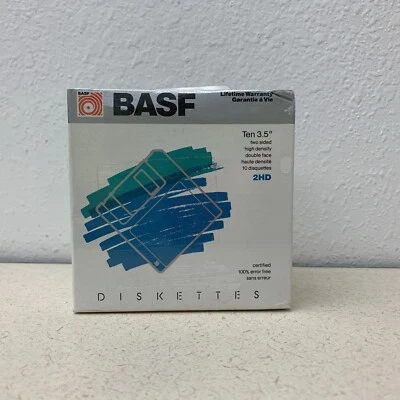 BASF
BASF
Lifetime Warranty
Garantie à Vie
Ten 3.5"
two sided
high density
double face
haute densité
10 disquettes
2HD
certified
100% error free
sans erreur
DISKETTES